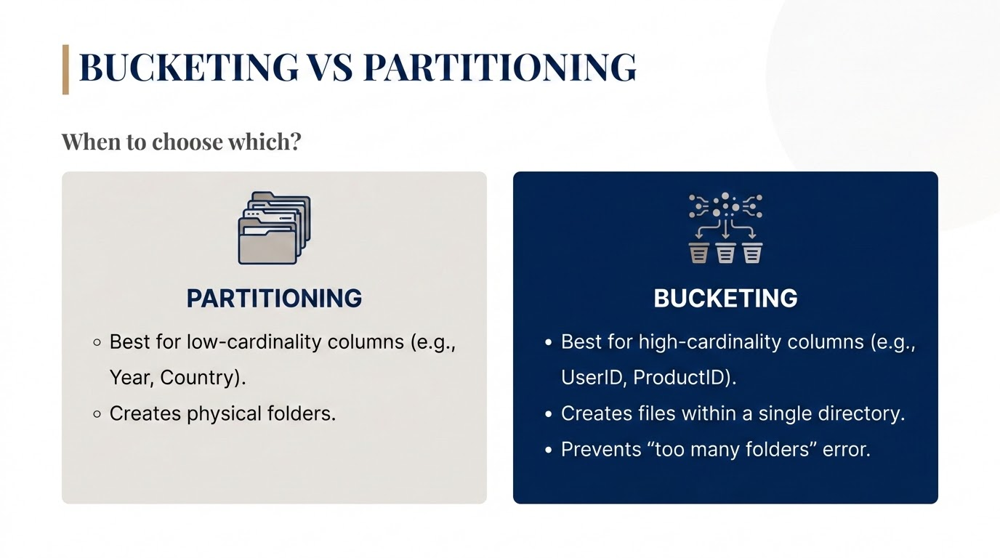 BUCKETING VS PARTITIONING
When to choose which?
PARTITIONING
Best for low-cardinality columns (e.g.,
Year, Country).
Creates physical folders.
BUCKETING
Best for high-cardinality columns (e.g.,
UserID, ProductID).
Creates files within a single directory.
Prevents “too many folders” error.